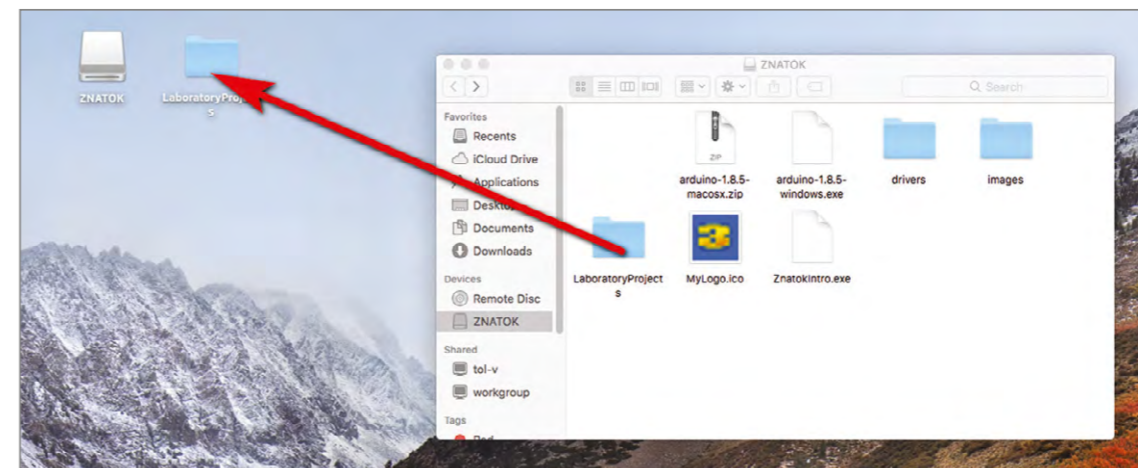 ZNATOK
LaboratoryProj
s
ZNATOK
Search
Favorites
Recents
iCloud Drive
Applications
Desktop
Documents
Downloads
Devices
Remote Disc
ZNATOK
Shared
tol-v
workgroup
Tags
Red
ZIP
arduino-1.8.5-
macosx.zip
arduino-1.8.5-
windows.exe
drivers
images
LaboratoryProject
s
MyLogo.ico
ZnatokIntro.exe